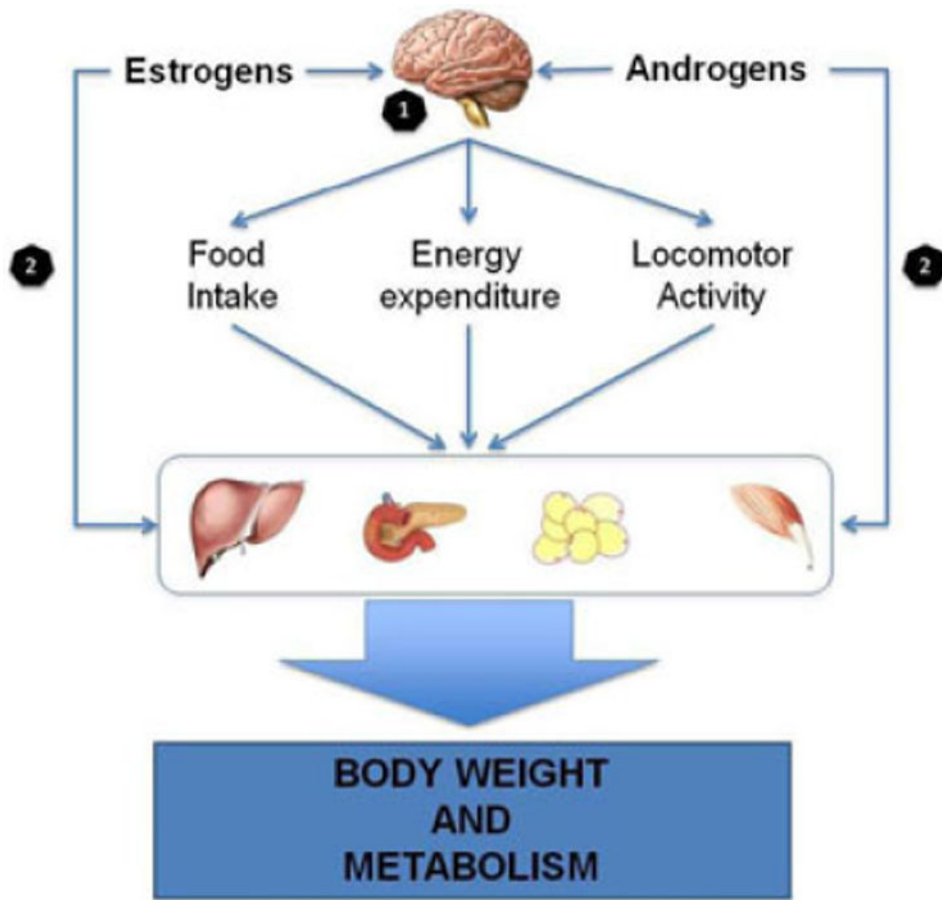 Estrogens
Androgens
1
Food
Intake
Energy
expenditure
Locomotor
Activity
2
2
BODY WEIGHT
AND
METABOLISM